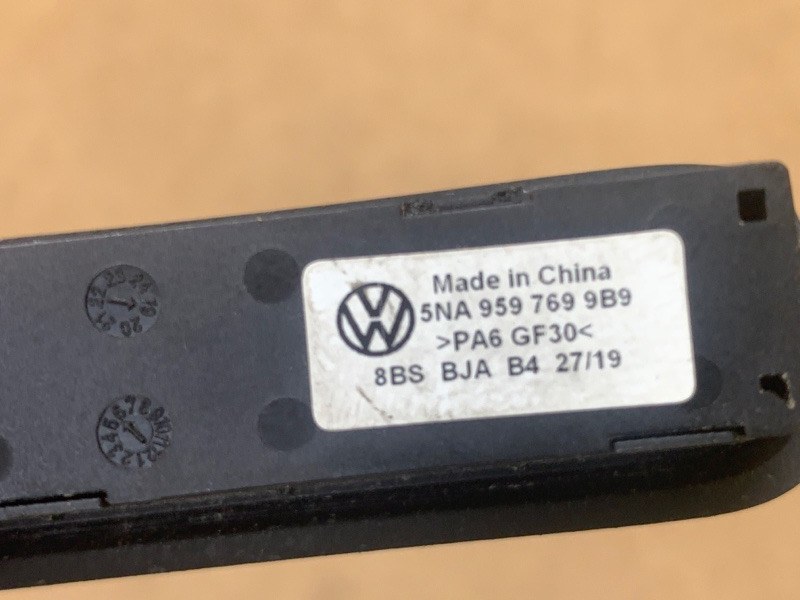 Made in China
5NA 959 769 9B9
>PA6 GF30<
8BS BJA B4 27/19